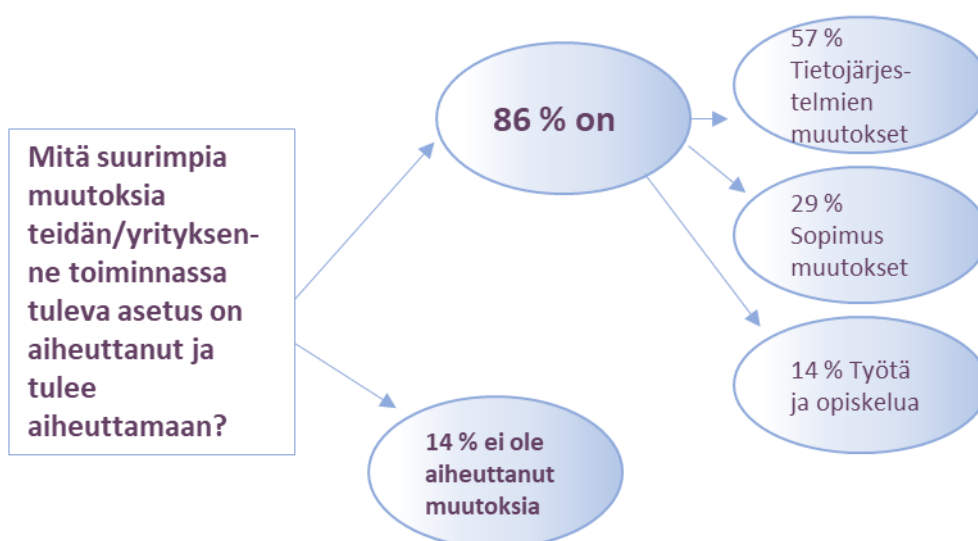 Mitä suurimpia
muutoksia
teidän/yrityksen-
ne toiminnassa
tuleva asetus on
aiheuttanut ja
tulee
aiheuttamaan?
86 % on
14 % ei ole
aiheuttanut
muutoksia
57 %
Tietojärjes-
telmien
muutokset
29 %
Sopimus
muutokset
14 % Työtä
ja opiskelua